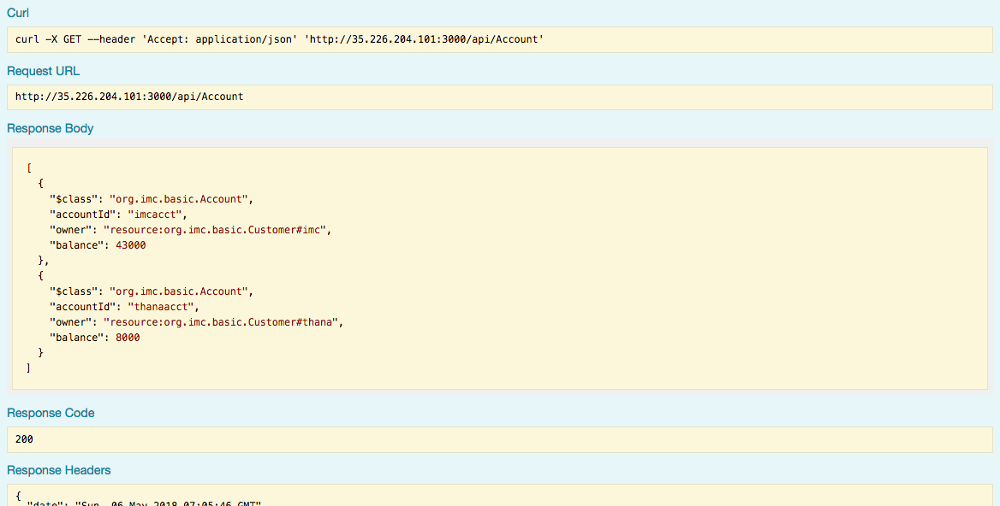 Curl
curl -X GET --header 'Accept: application/json' 'http://35.226.204.101:3000/api/Account'
Request URL
http://35.226.204.101:3000/api/Account
Response Body
[
  {
    "$class": "org.imc.basic.Account",
    "accountId": "imcacct",
    "owner": "resource:org.imc.basic.Customer#imc",
    "balance": 43000
  },
  {
    "$class": "org.imc.basic.Account",
    "accountId": "thanaacct",
    "owner": "resource:org.imc.basic.Customer#thana",
    "balance": 8000
  }
]
Response Code
200
Response Headers
{
  "date": "Sun, 06 May 2018 07:05:46 GMT"